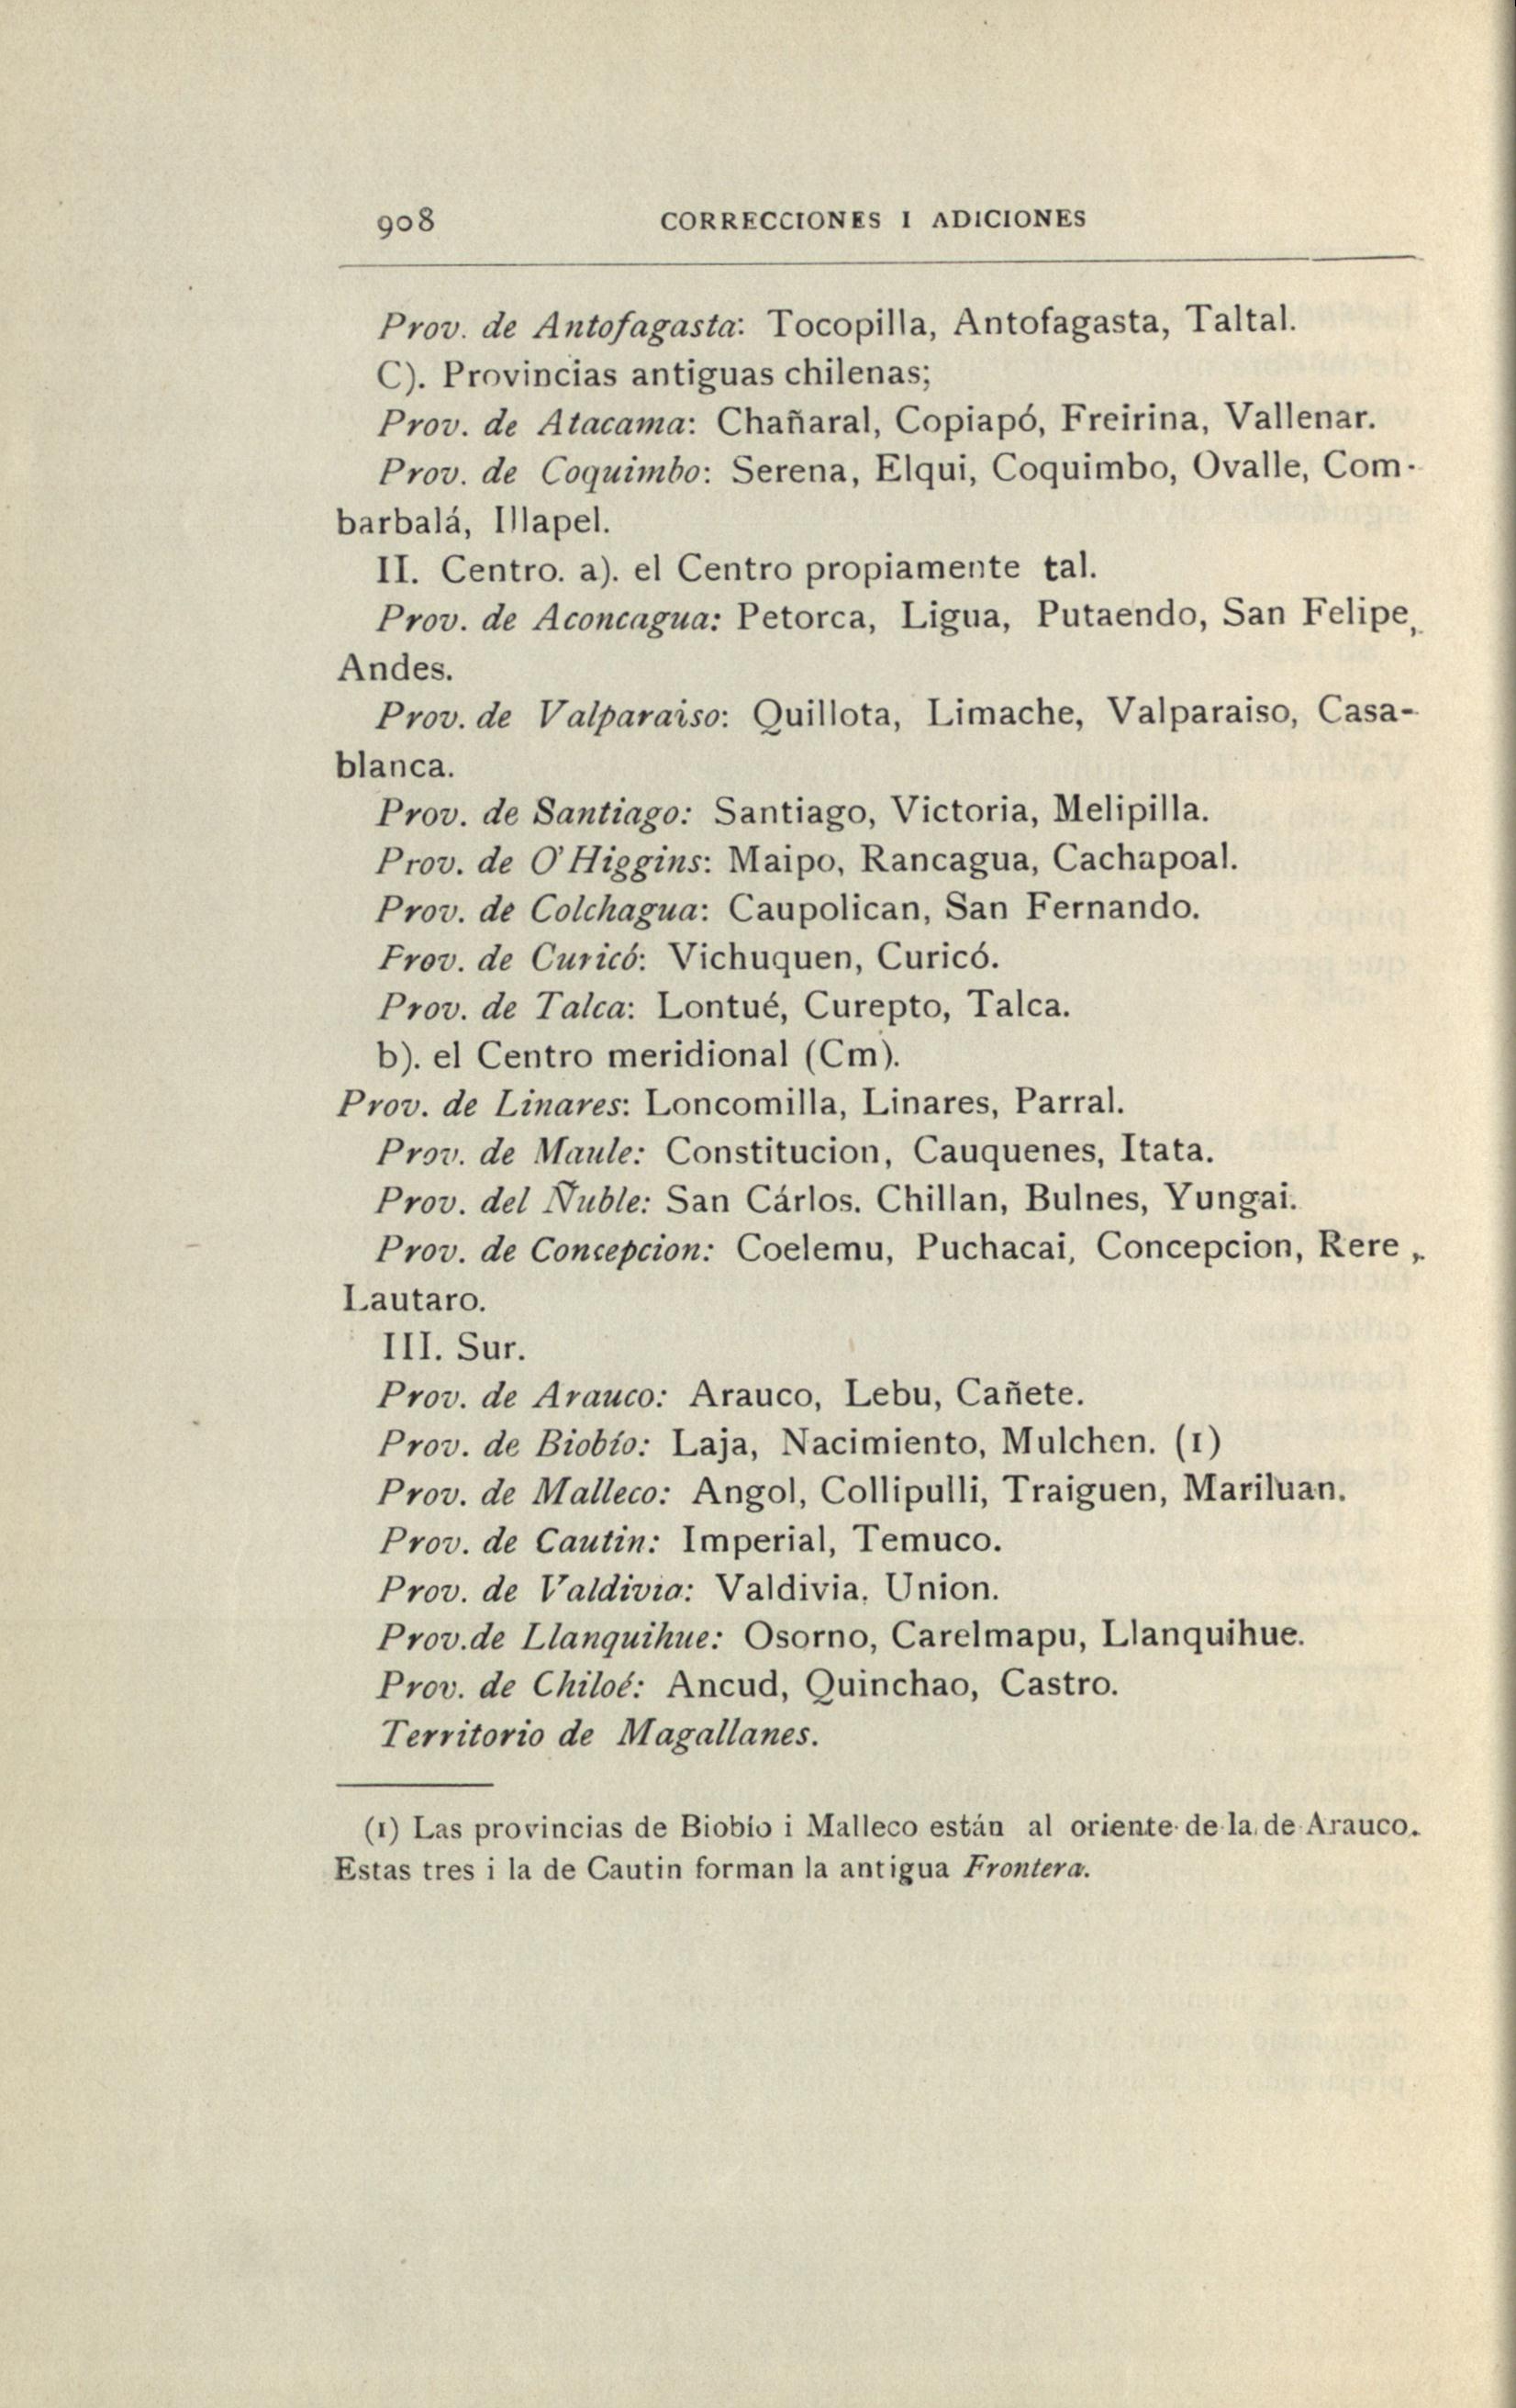 908 CORRECCIONES I ADICIONES
Prov. de Antofagasta: Tocopilla, Antofagasta, Taltal.
C). Provincias antiguas chilenas;
Prov. de Atacama: Chañaral, Copiapó, Freirina, Vallenar.
Prov. de Coquimbo: Serena, Elqui, Coquimbo, Ovalle, Com-
barbalá, Illapel.
II. Centro. a). el Centro propiamente tal.
Prov. de Aconcagua: Petorca, Ligua, Putaendo, San Felipe,
Andes.
Prov. de Valparaiso: Quillota, Limache, Valparaiso, Casa-
blanca.
Prov. de Santiago: Santiago, Victoria, Melipilla.
Prov. de O'Higgins: Maipo, Rancagua, Cachapoal.
Prov. de Colchagua: Caupolican, San Fernando.
Prov. de Curicó: Vichuquen, Curicó.
Prov. de Talca: Lontué, Curepto, Talca.
b). el Centro meridional (Cm).
Prov. de Linares: Loncomilla, Linares, Parral.
Prov. de Maule: Constitucion, Cauquenes, Itata.
Prov. del Ñuble: San Cárlos. Chillan, Bulnes, Yungai.
Prov. de Concepcion: Coelemu, Puchacai, Concepcion, Rere,
Lautaro.
III. Sur.
Prov. de Arauco: Arauco, Lebu, Cañete.
Prov. de Biobío: Laja, Nacimiento, Mulchen. (1)
Prov. de Malleco: Angol, Collipulli, Traiguen, Mariluan.
Prov. de Cautin: Imperial, Temuco.
Prov. de Valdivia: Valdivia, Union.
Prov.de Llanquihue: Osorno, Carelmapu, Llanquihue.
Prov. de Chiloé: Ancud, Quinchao, Castro.
Territorio de Magallanes.
(1) Las provincias de Biobío i Malleco están al oriente de la de Arauco.
Estas tres i la de Cautin forman la antigua Frontera.